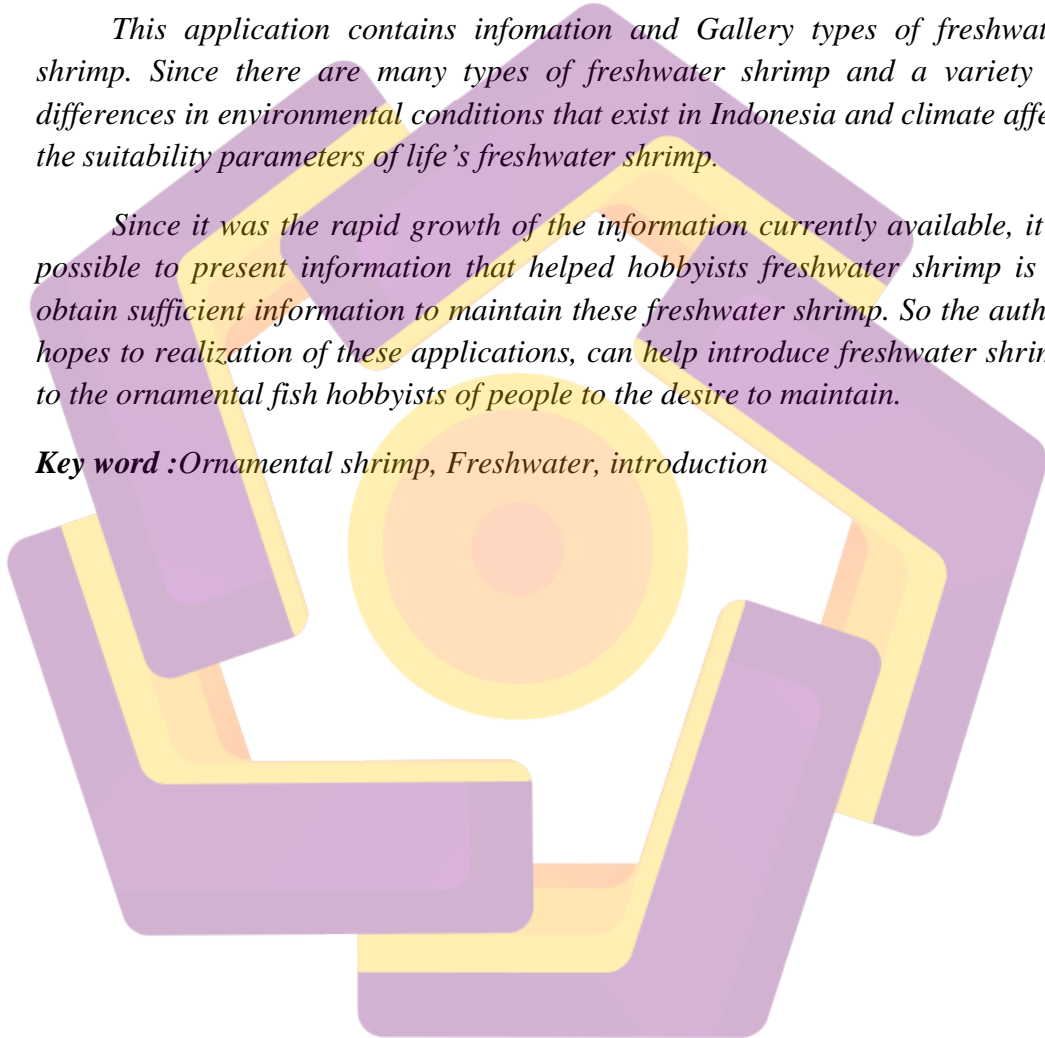 This application contains infomation and Gallery types of freshwat
shrimp. Since there are many types of freshwater shrimp and a variety
differences in environmental conditions that exist in Indonesia and climate affe
the suitability parameters of life’s freshwater shrimp.
Since it was the rapid growth of the information currently available, it
possible to present information that helped hobbyists freshwater shrimp is
obtain sufficient information to maintain these freshwater shrimp. So the auth
hopes to realization of these applications, can help introduce freshwater shrim
to the ornamental fish hobbyists of people to the desire to maintain.
Key word :Ornamental shrimp, Freshwater, introduction